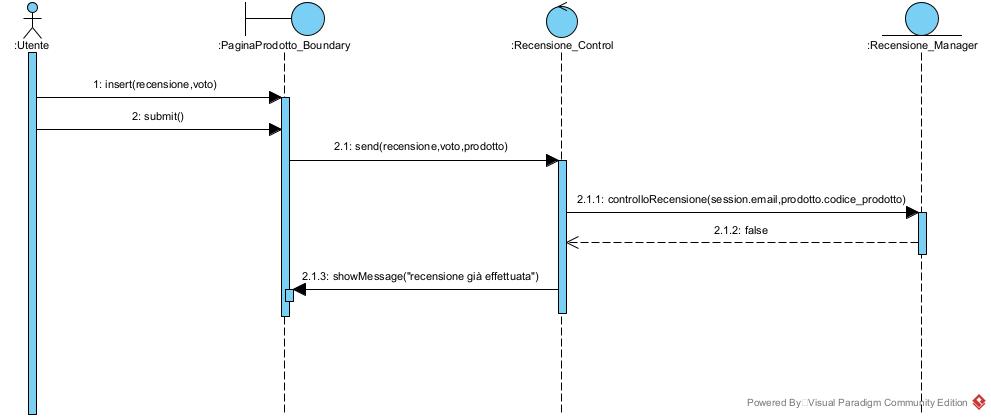 :Utente
:PaginaProdotto_Boundary
:Recensione_Control
:Recensione_Manager
1: insert(recensione,voto)
2: submit()
2.1: send(recensione,voto,prodotto)
2.1.1: controlloRecensione(session.email,prodotto.codice_prodotto)
2.1.2: false
2.1.3: showMessage("recensione già effettuata")
Powered By Visual Paradigm Community Edition